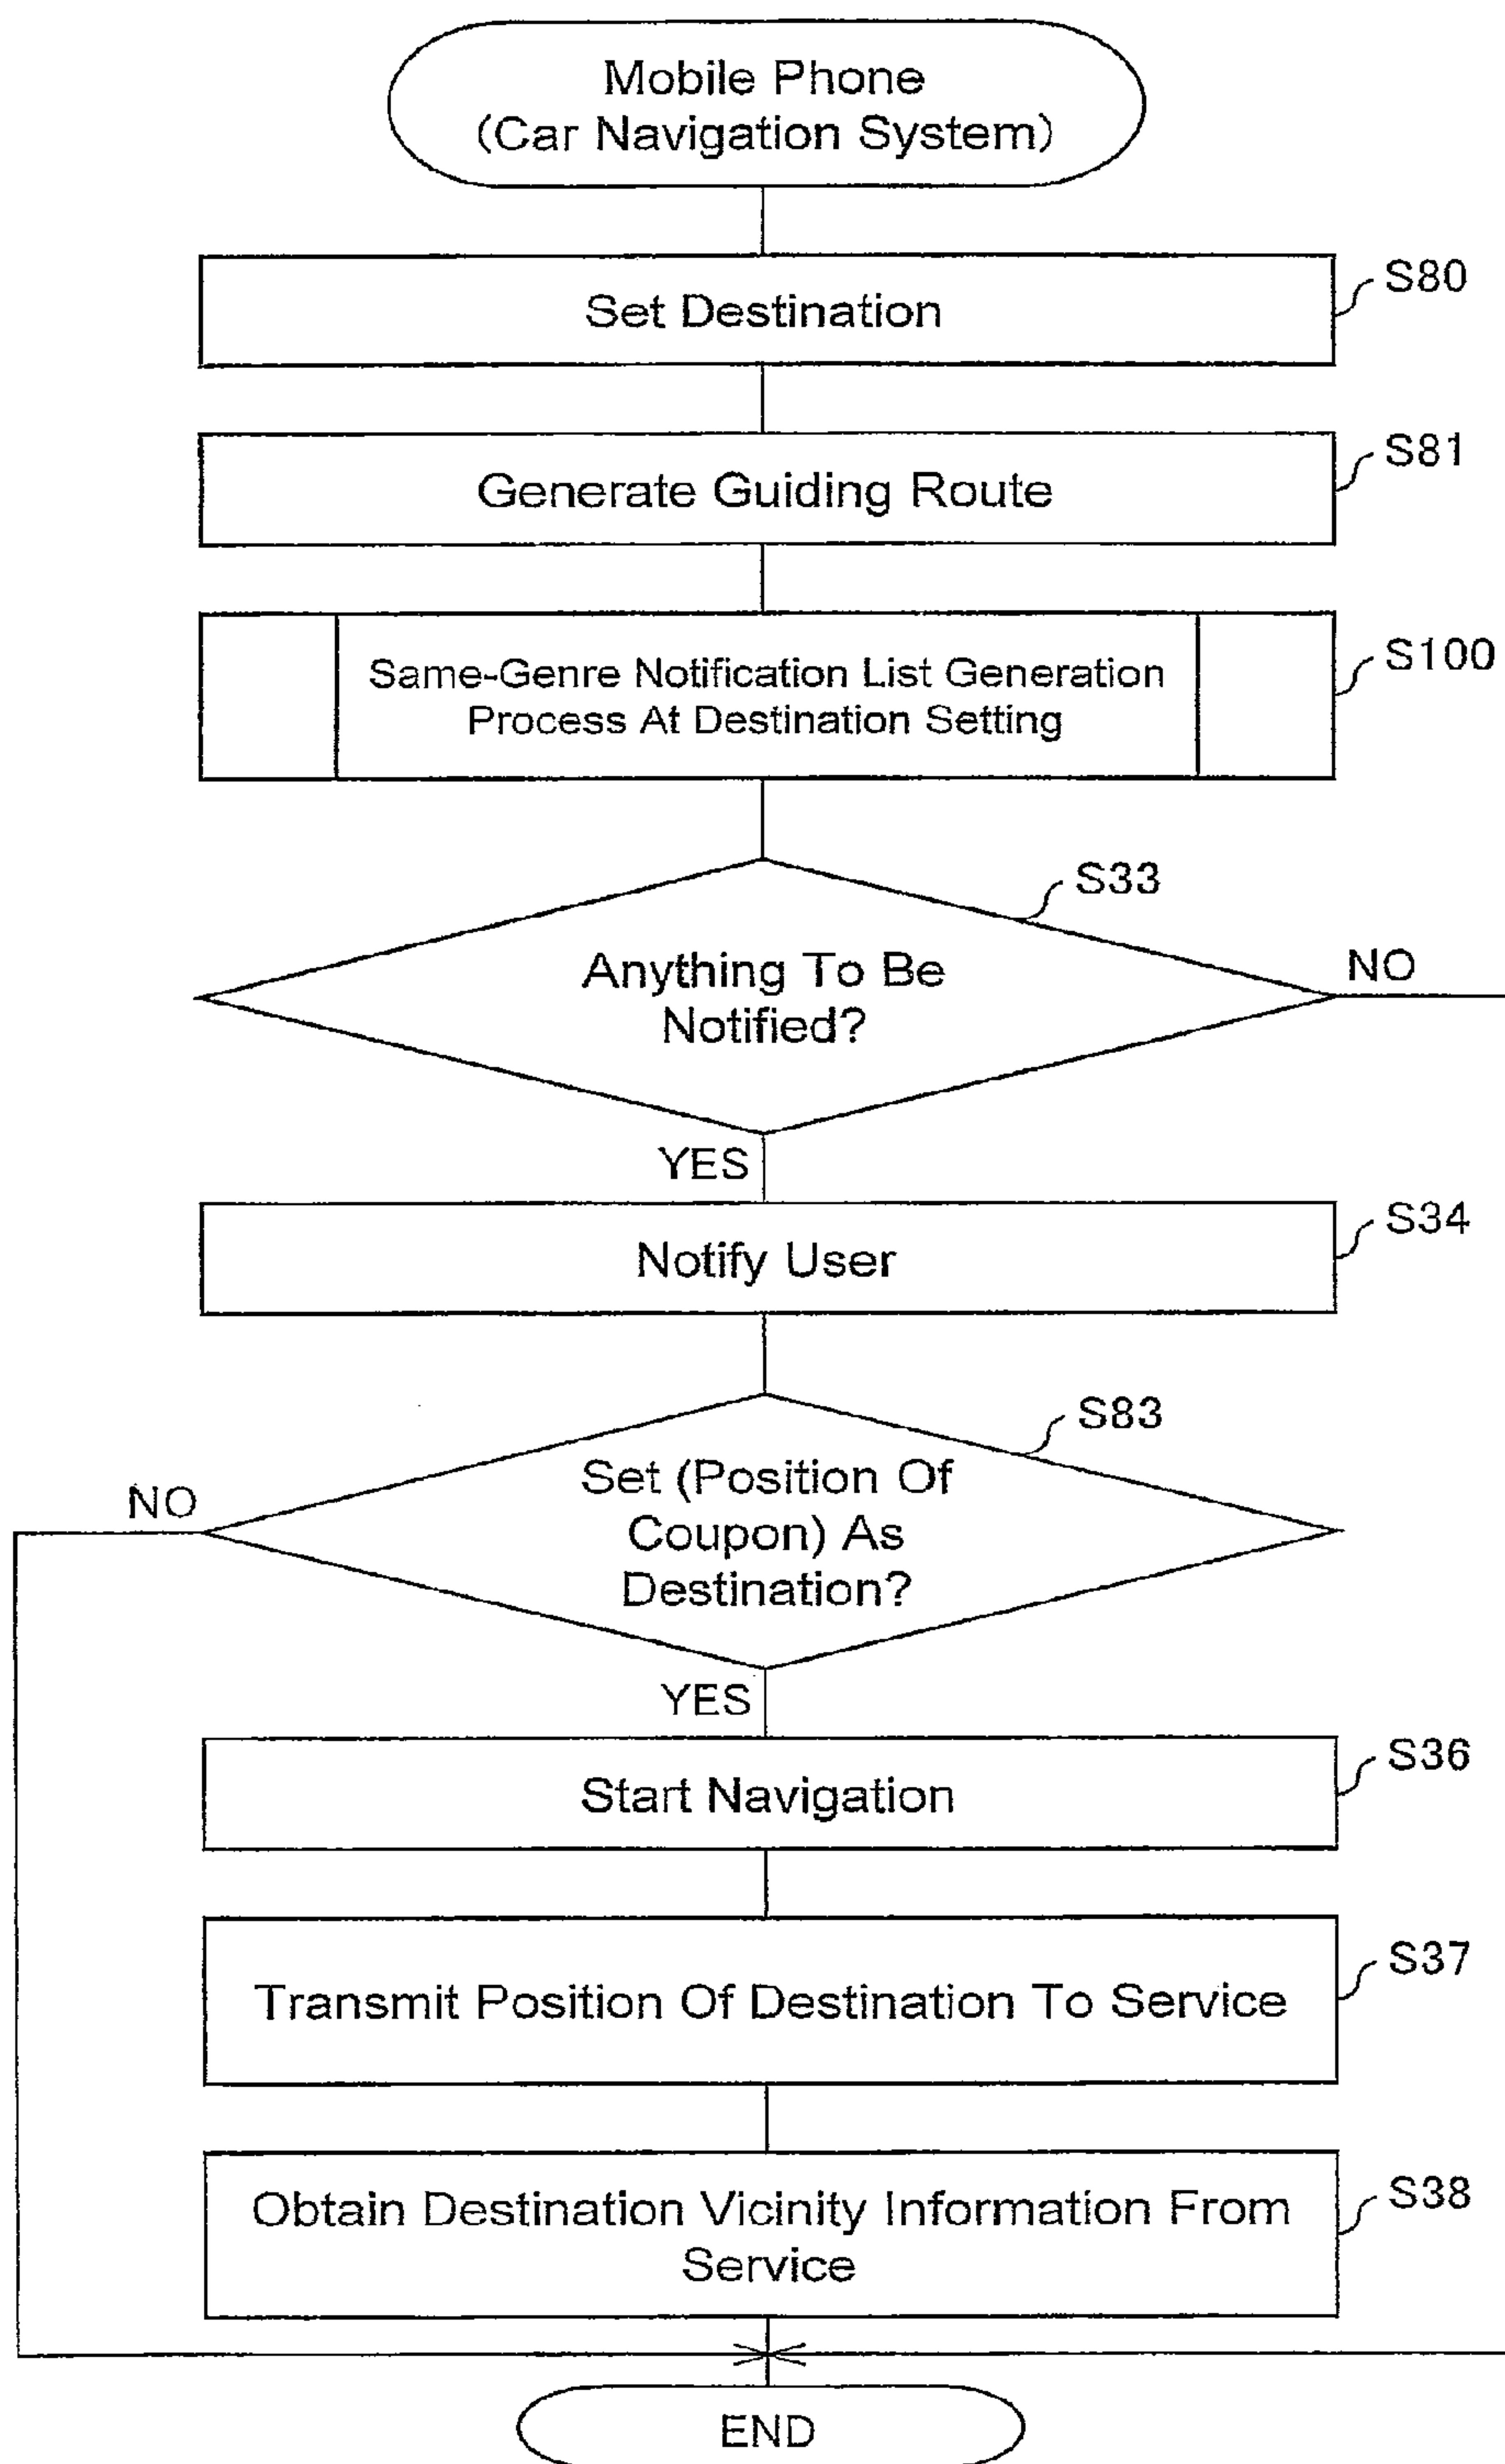 Mobile Phone
(Car Navigation System)
S80
Set Destination
S81
Generate Guiding Route
S100
Same-Genre Notification List Generation
Process At Destination Setting
S33
Anything To Be
Notified?
NO
YES
S34
Notify User
S83
Set (Position Of
Coupon) As
Destination?
NO
YES
S36
Start Navigation
S37
Transmit Position Of Destination To Service
S38
Obtain Destination Vicinity Information From
Service
END